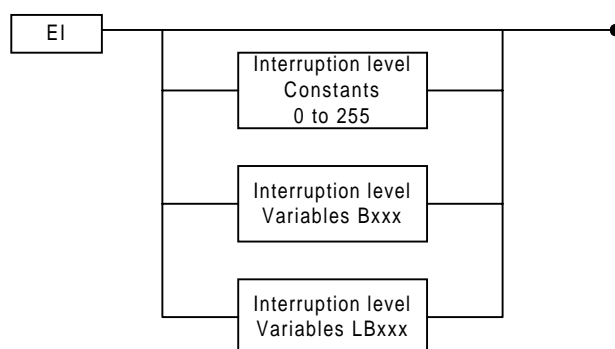 EI
Interruption level
Constants
0 to 255
Interruption level
Variables Bxxx
Interruption level
Variables LBxxx